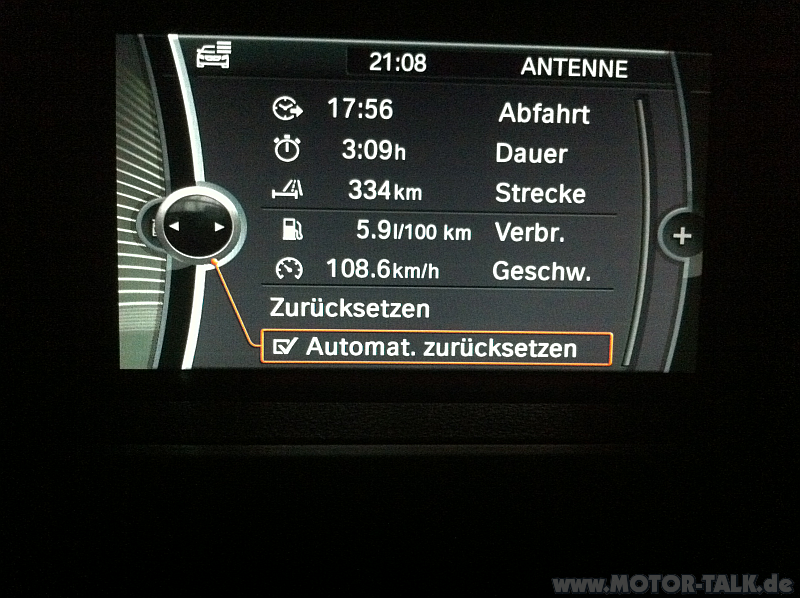 21:08 ANTENNE
17:56 Abfahrt
3:09h Dauer
334km Strecke
5.9l/100 km Verbr.
108.6km/h Geschw.
Zurücksetzen
Automat. zurücksetzen
www.MOTOR-TALK.de